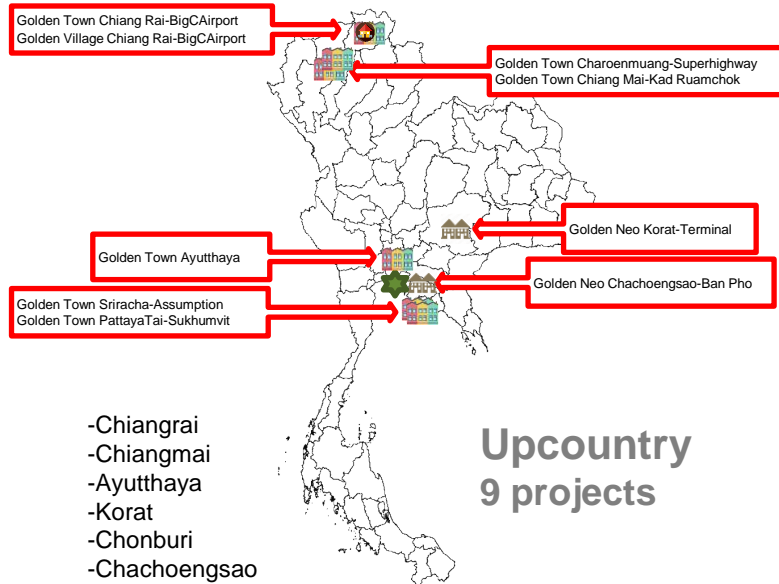 Golden Town Chiang Rai-BigCAirport
Golden Village Chiang Rai-BigCAirport
Golden Town Charoenmuang-Superhighway
Golden Town Chiang Mai-Kad Ruamchok
Golden Neo Korat-Terminal
Golden Town Ayutthaya
Golden Neo Chachoengsao-Ban Pho
Golden Town Sriracha-Assumption
Golden Town PattayaTai-Sukhumvit
-Chiangrai
-Chiangmai
-Ayutthaya
-Korat
-Chonburi
-Chachoengsao
Upcountry
9 projects